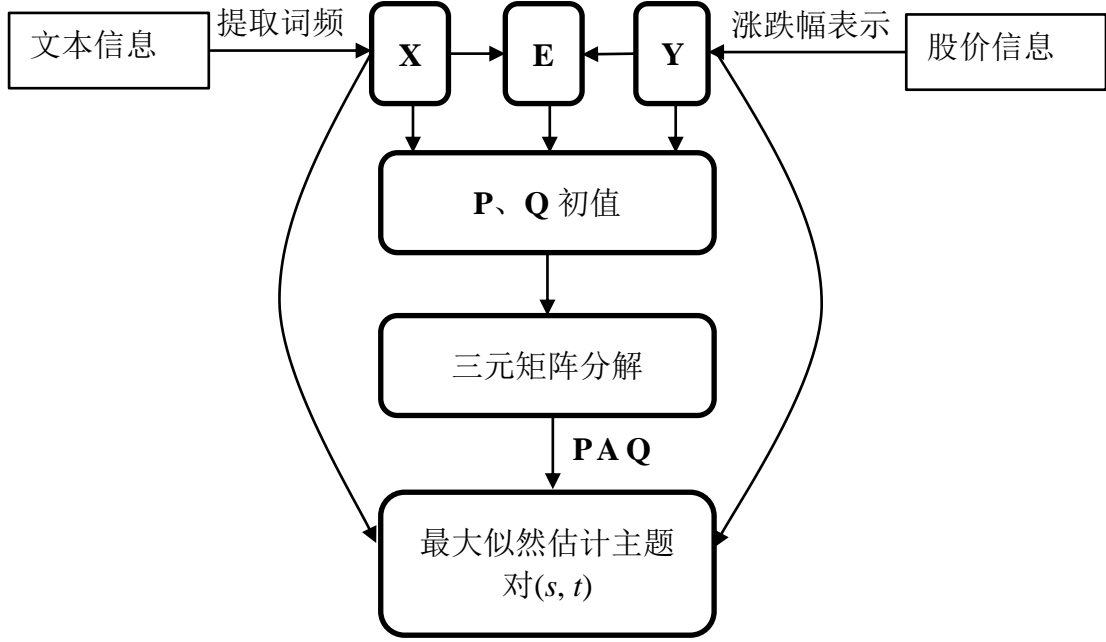 文本信息
提取词频
X
E
Y
涨跌幅表示
股价信息
P、Q 初值
三元矩阵分解
P A Q
最大似然估计主题
对(s, t)